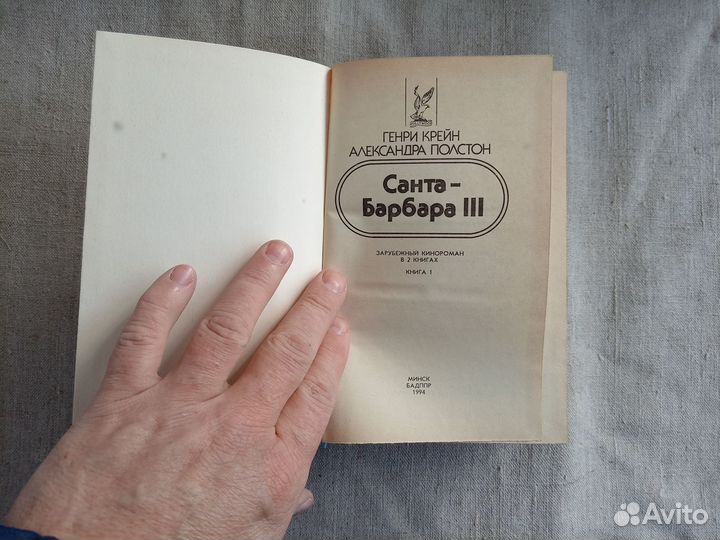 ГЕНРИ КРЕЙН
АЛЕКСАНДРА ПОЛСТОН
Санта-
Барбара III
ЗАРУБЕЖНЫЙ КИНОРОМАН
В 2 КНИГАХ
КНИГА 1
МИНСК
БАДППР
1994
Avito